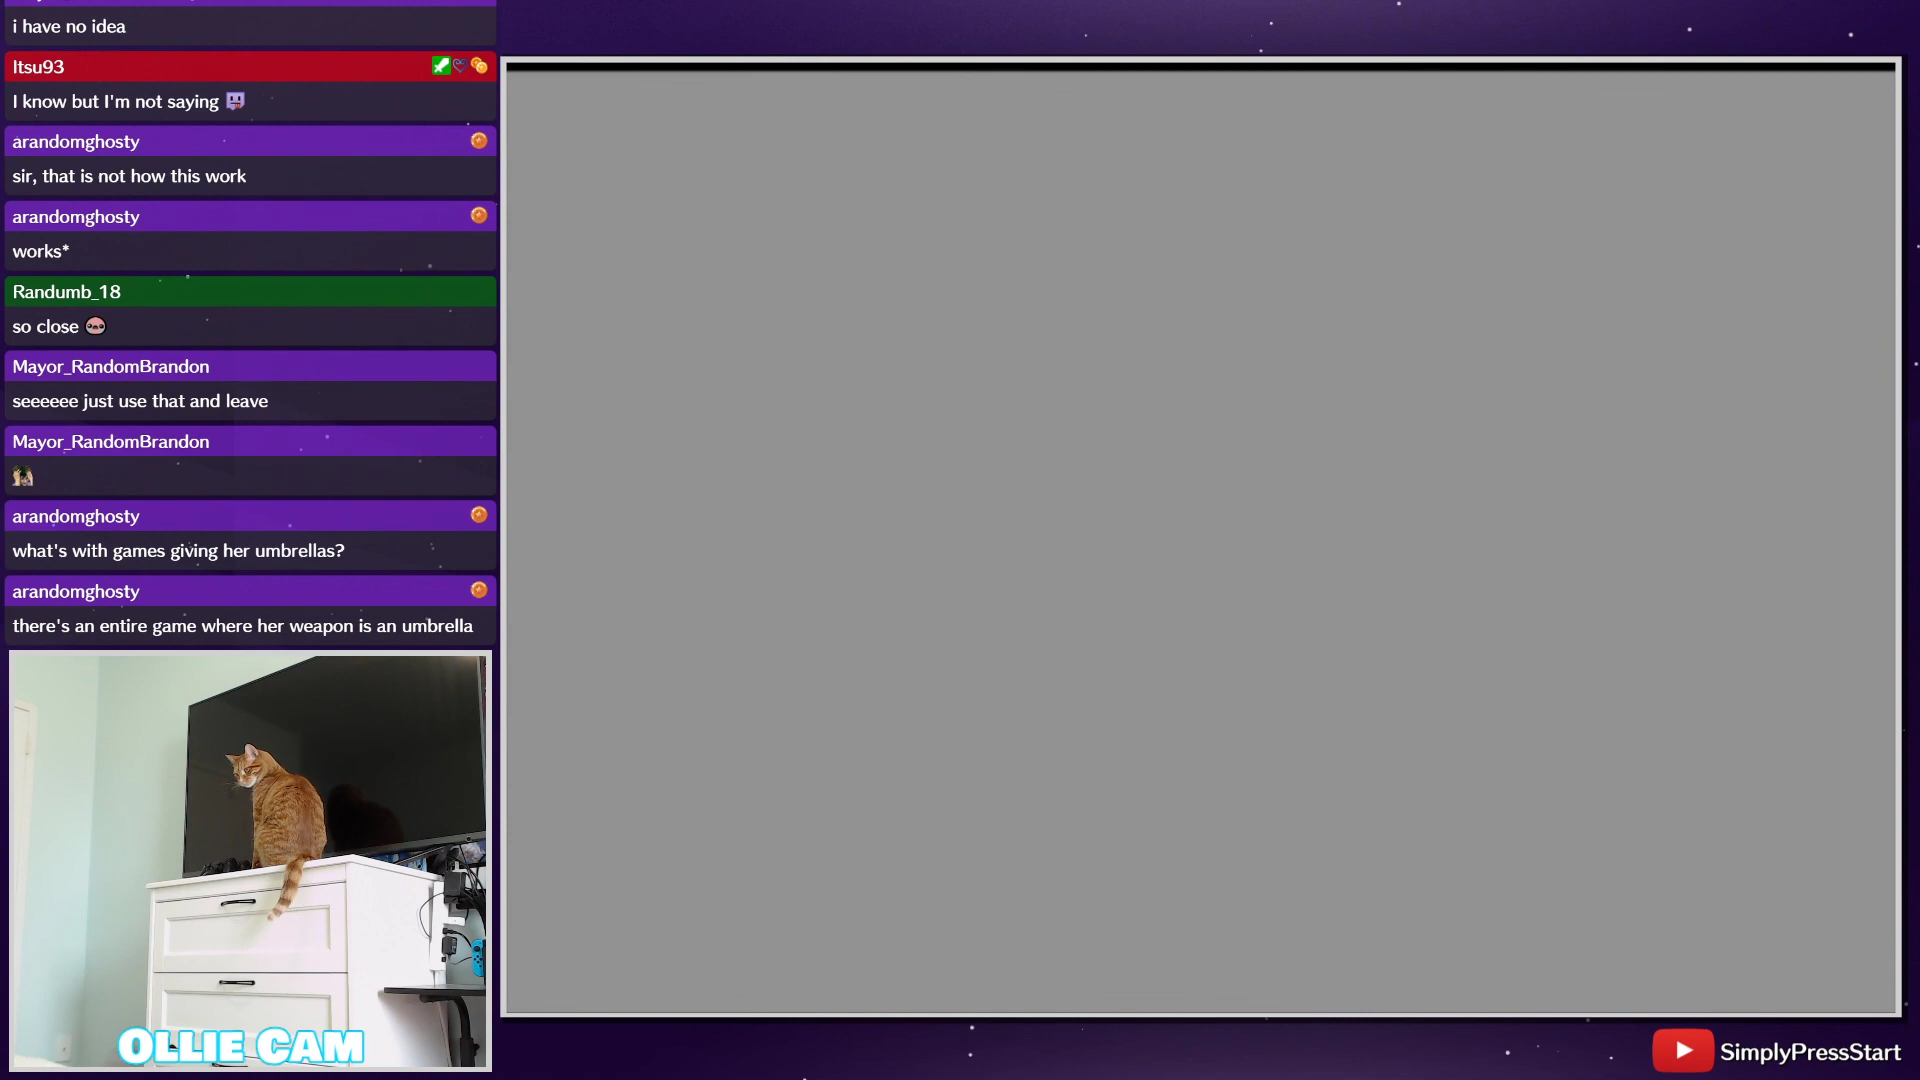 i have no idea
Itsu93
I know but I'm not saying
arandomghosty
sir, that is not how this work
arandomghosty
works*
Randumb_18
so close
Mayor_RandomBrandon
seeeeee just use that and leave
Mayor_RandomBrandon
arandomghosty
what's with games giving her umbrellas?
arandomghosty
there's an entire game where her weapon is an umbrella
OLLIE CAM
SimplyPressStart